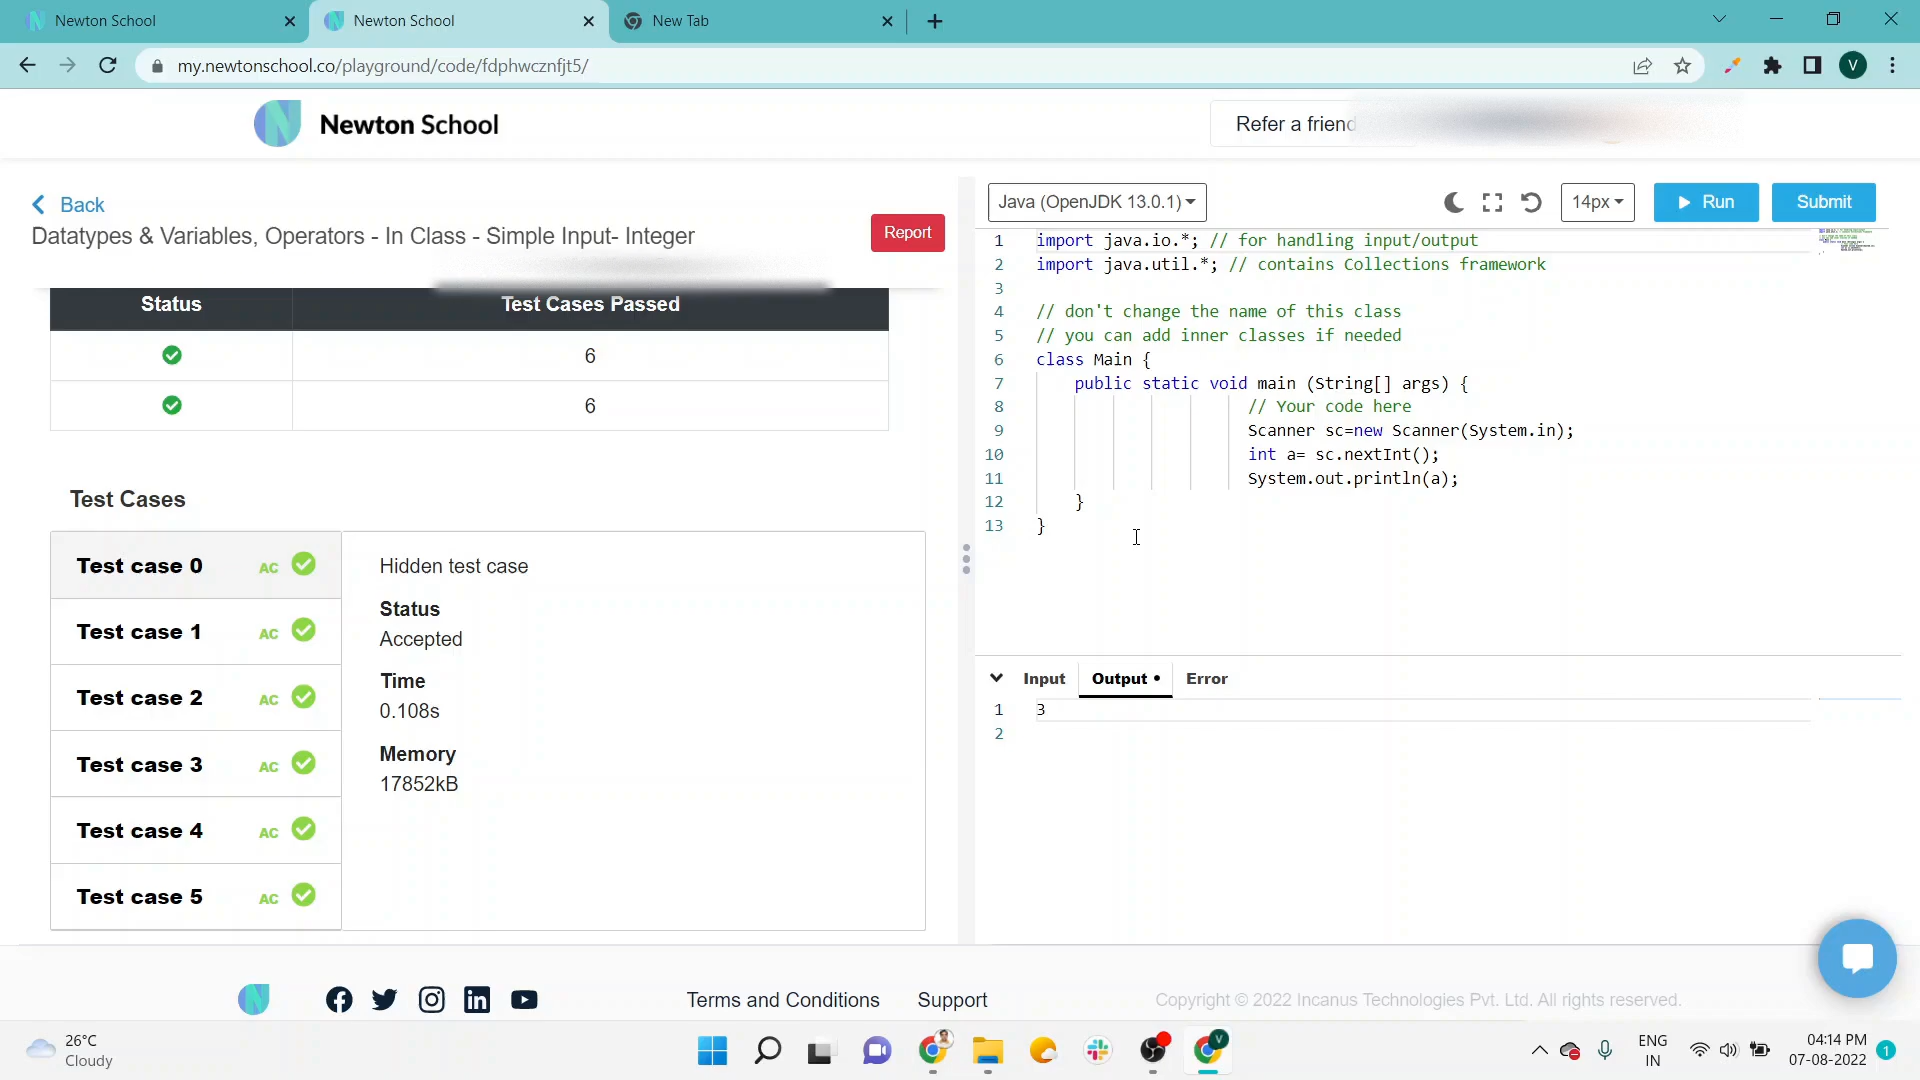 Newton School
Newton School
New Tab
my.newtonschool.co/playground/code/fdphwcznfjt5/
V
Newton School
Refer a friend
Back
Datatypes & Variables, Operators - In Class - Simple Input- Integer
Report
Status Test Cases Passed
6
6
Test Cases
Test case 0 AC
Test case 1 AC
Test case 2 AC
Test case 3 AC
Test case 4 AC
Test case 5 AC
Hidden test case
Status
Accepted
Time
0.108s
Memory
17852kB
Java (OpenJDK 13.0.1)
14px
Run
Submit
1 import java.io.*; // for handling input/output
2 import java.util.*; // contains Collections framework
3
4 // don't change the name of this class
5 // you can add inner classes if needed
6 class Main {
7 public static void main (String[] args) {
8 // Your code here
9 Scanner sc=new Scanner(System.in);
10 int a= sc.nextInt();
11 System.out.println(a);
12 }
13 }
Input Output • Error
1 3
2
Terms and Conditions Support
Copyright © 2022 Incanus Technologies Pvt. Ltd. All rights reserved.
26°C
Cloudy
V
ENG
IN
04:14 PM
07-08-2022
1